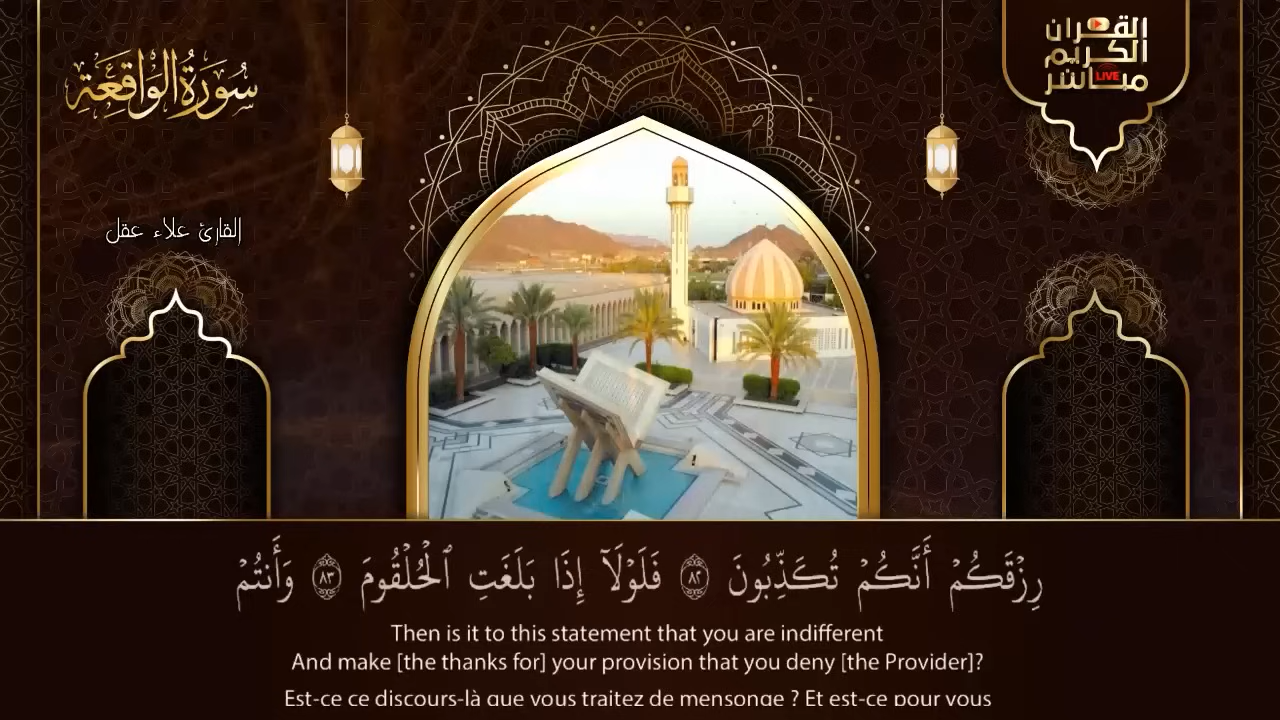 سُورَةُ الوَاقِعَة
القرآن
الكريم
مباشر
LIVE
القارئ علاء عقل
رِزْقَكُمْ أَنَّكُمْ تُكَذِّبُونَ ۝٨٢ فَلَوْلَآ إِذَا بَلَغَتِ ٱلْحُلْقُومَ ۝٨٣ وَأَنتُمْ
Then is it to this statement that you are indifferent
And make [the thanks for] your provision that you deny [the Provider]?
Est-ce ce discours-là que vous traitez de mensonge ? Et est-ce pour vous